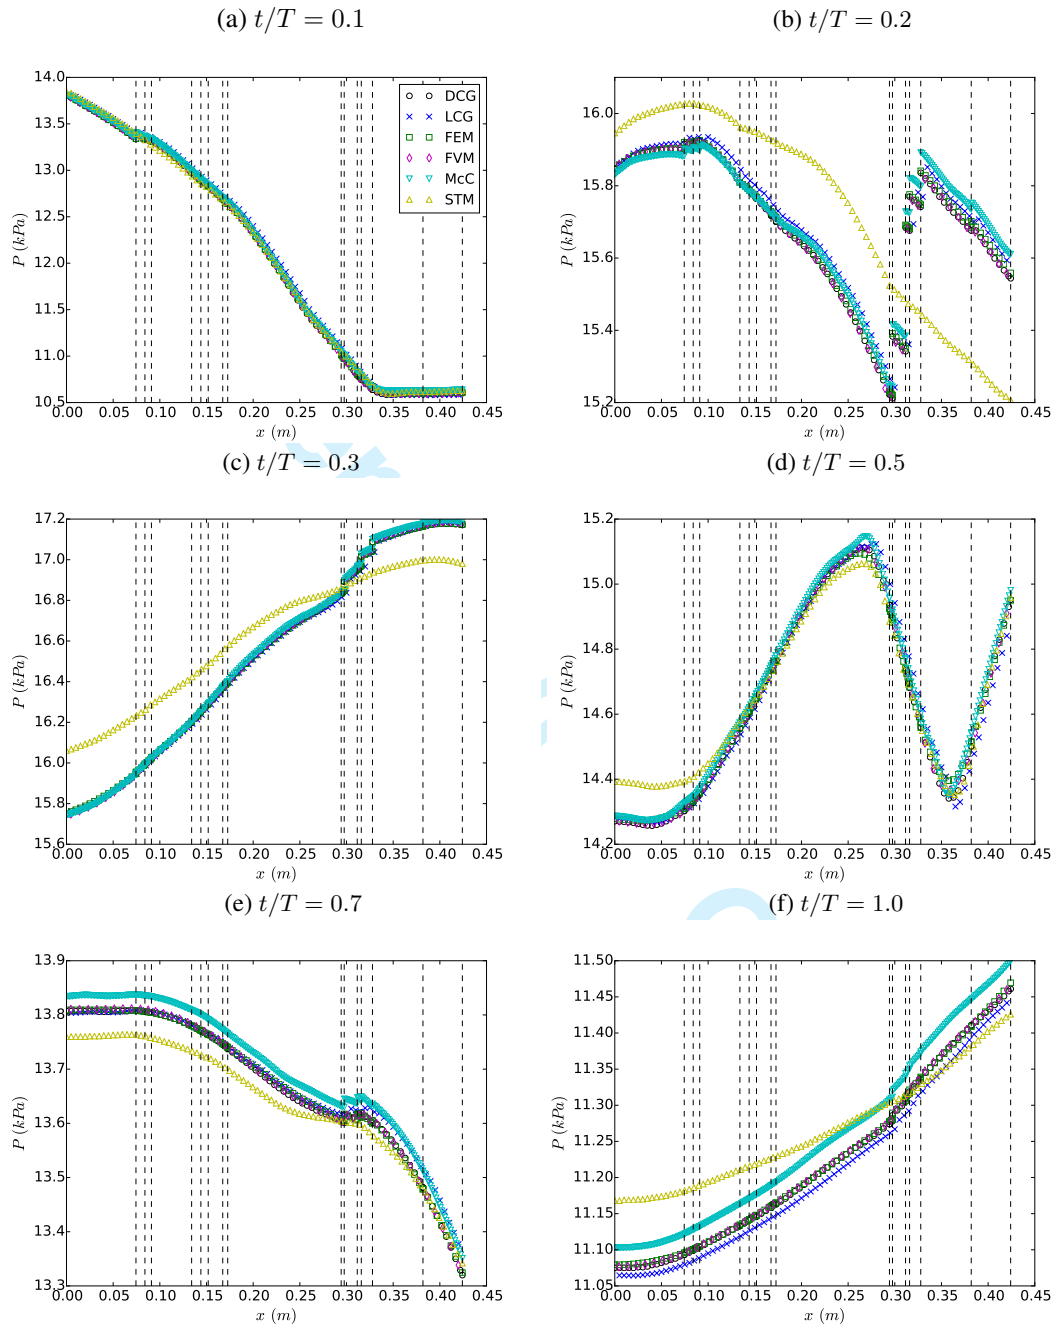 (a) t/T = 0.1
(b) t/T = 0.2
14.0
13.5
13.0
12.5
12.0
11.5
11.0
10.5
P (kPa)
0.00 0.05 0.10 0.15 0.20 0.25 0.30 0.35 0.40 0.45
x (m)
DCG
LCG
FEM
FVM
McC
STM
16.0
15.8
15.6
15.4
15.2
P (kPa)
0.00 0.05 0.10 0.15 0.20 0.25 0.30 0.35 0.40 0.45
x (m)
(c) t/T = 0.3
(d) t/T = 0.5
17.2
17.0
16.8
16.6
16.4
16.2
16.0
15.8
15.6
P (kPa)
0.00 0.05 0.10 0.15 0.20 0.25 0.30 0.35 0.40 0.45
x (m)
15.2
15.0
14.8
14.6
14.4
14.2
P (kPa)
0.00 0.05 0.10 0.15 0.20 0.25 0.30 0.35 0.40 0.45
x (m)
(e) t/T = 0.7
(f) t/T = 1.0
13.9
13.8
13.7
13.6
13.5
13.4
13.3
P (kPa)
0.00 0.05 0.10 0.15 0.20 0.25 0.30 0.35 0.40 0.45
x (m)
11.50
11.45
11.40
11.35
11.30
11.25
11.20
11.15
11.10
11.05
P (kPa)
0.00 0.05 0.10 0.15 0.20 0.25 0.30 0.35 0.40 0.45
x (m)